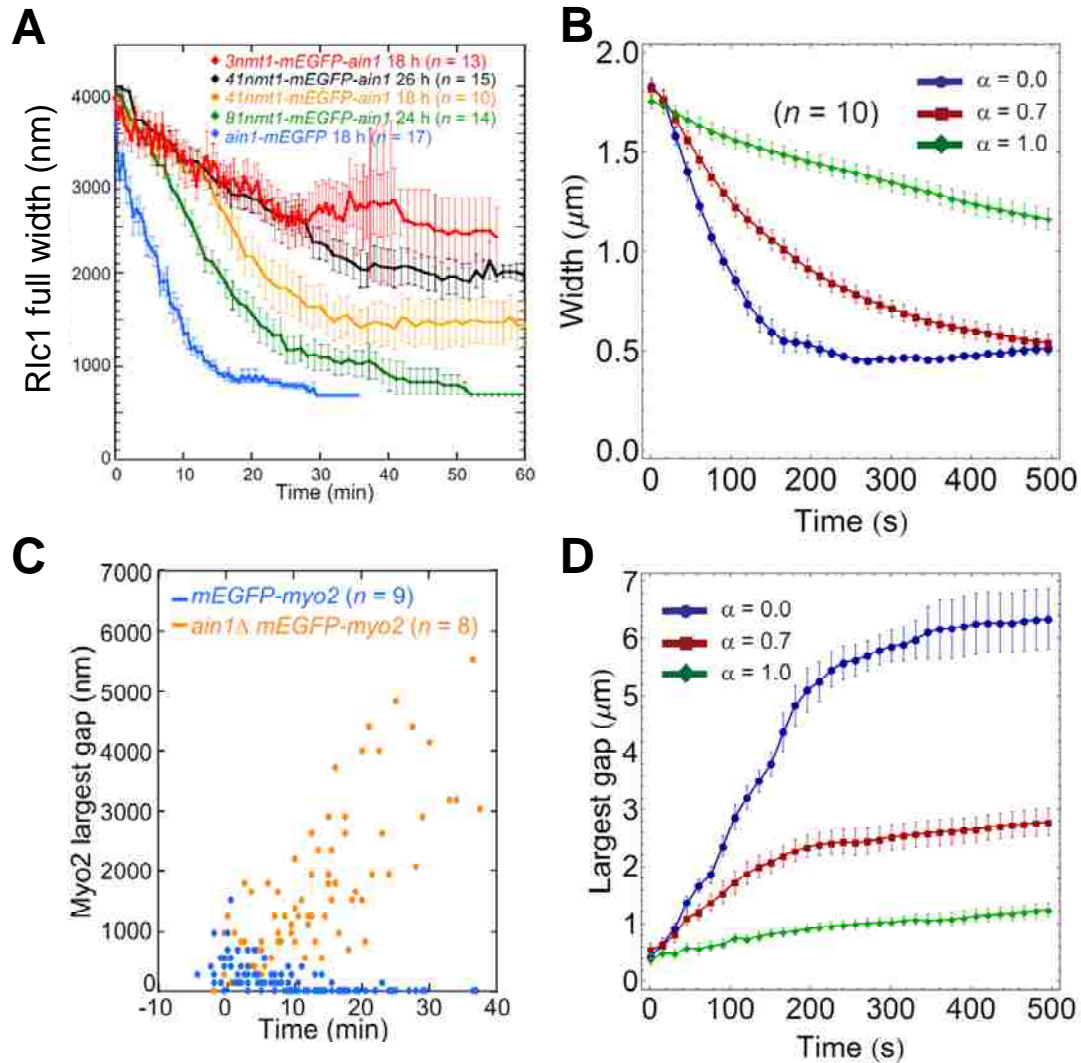 A
3nmt1-mEGFP-ain1 18 h (n = 13)
41nmt1-mEGFP-ain1 26 h (n = 15)
41nmt1-mEGFP-ain1 18 h (n = 10)
81nmt1-mEGFP-ain1 24 h (n = 14)
ain1-mEGFP 18 h (n = 17)
Rlc1 full width (nm)
4000
3000
2000
1000
0
0 10 20 30 40 50 60
Time (min)
B
2.0
1.5
1.0
0.5
0.0
Width (μm)
(n = 10)
α = 0.0
α = 0.7
α = 1.0
0 100 200 300 400 500
Time (s)
C
7000
6000
5000
4000
3000
2000
1000
0
Myo2 largest gap (nm)
mEGFP-myo2 (n = 9)
ain1Δ mEGFP-myo2 (n = 8)
-10 0 10 20 30 40
Time (min)
D
7
6
5
4
3
2
1
0
Largest gap (μm)
α = 0.0
α = 0.7
α = 1.0
0 100 200 300 400 500
Time (s)